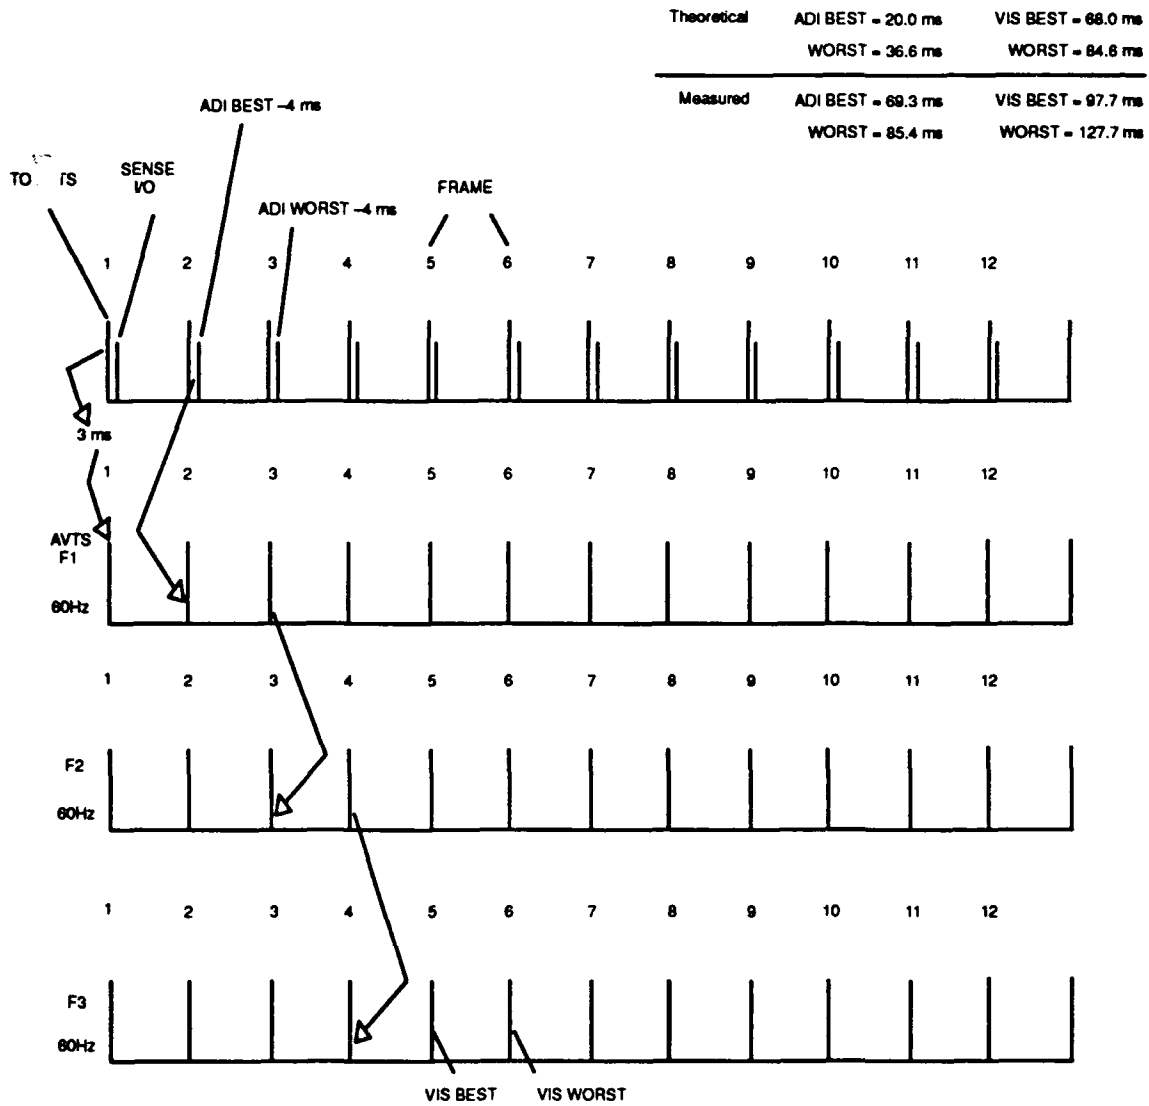 Theoretical ADI BEST = 20.0 ms VIS BEST = 68.0 ms
WORST = 36.6 ms WORST = 84.6 ms
Measured ADI BEST = 69.3 ms VIS BEST = 97.7 ms
WORST = 85.4 ms WORST = 127.7 ms
ADI BEST –4 ms
TO TS
SENSE
I/O
ADI WORST –4 ms
FRAME
1 2 3 4 5 6 7 8 9 10 11 12
3 ms
1 2 3 4 5 6 7 8 9 10 11 12
AVTS
F1
60Hz
1 2 3 4 5 6 7 8 9 10 11 12
F2
60Hz
1 2 3 4 5 6 7 8 9 10 11 12
F3
60Hz
VIS BEST VIS WORST